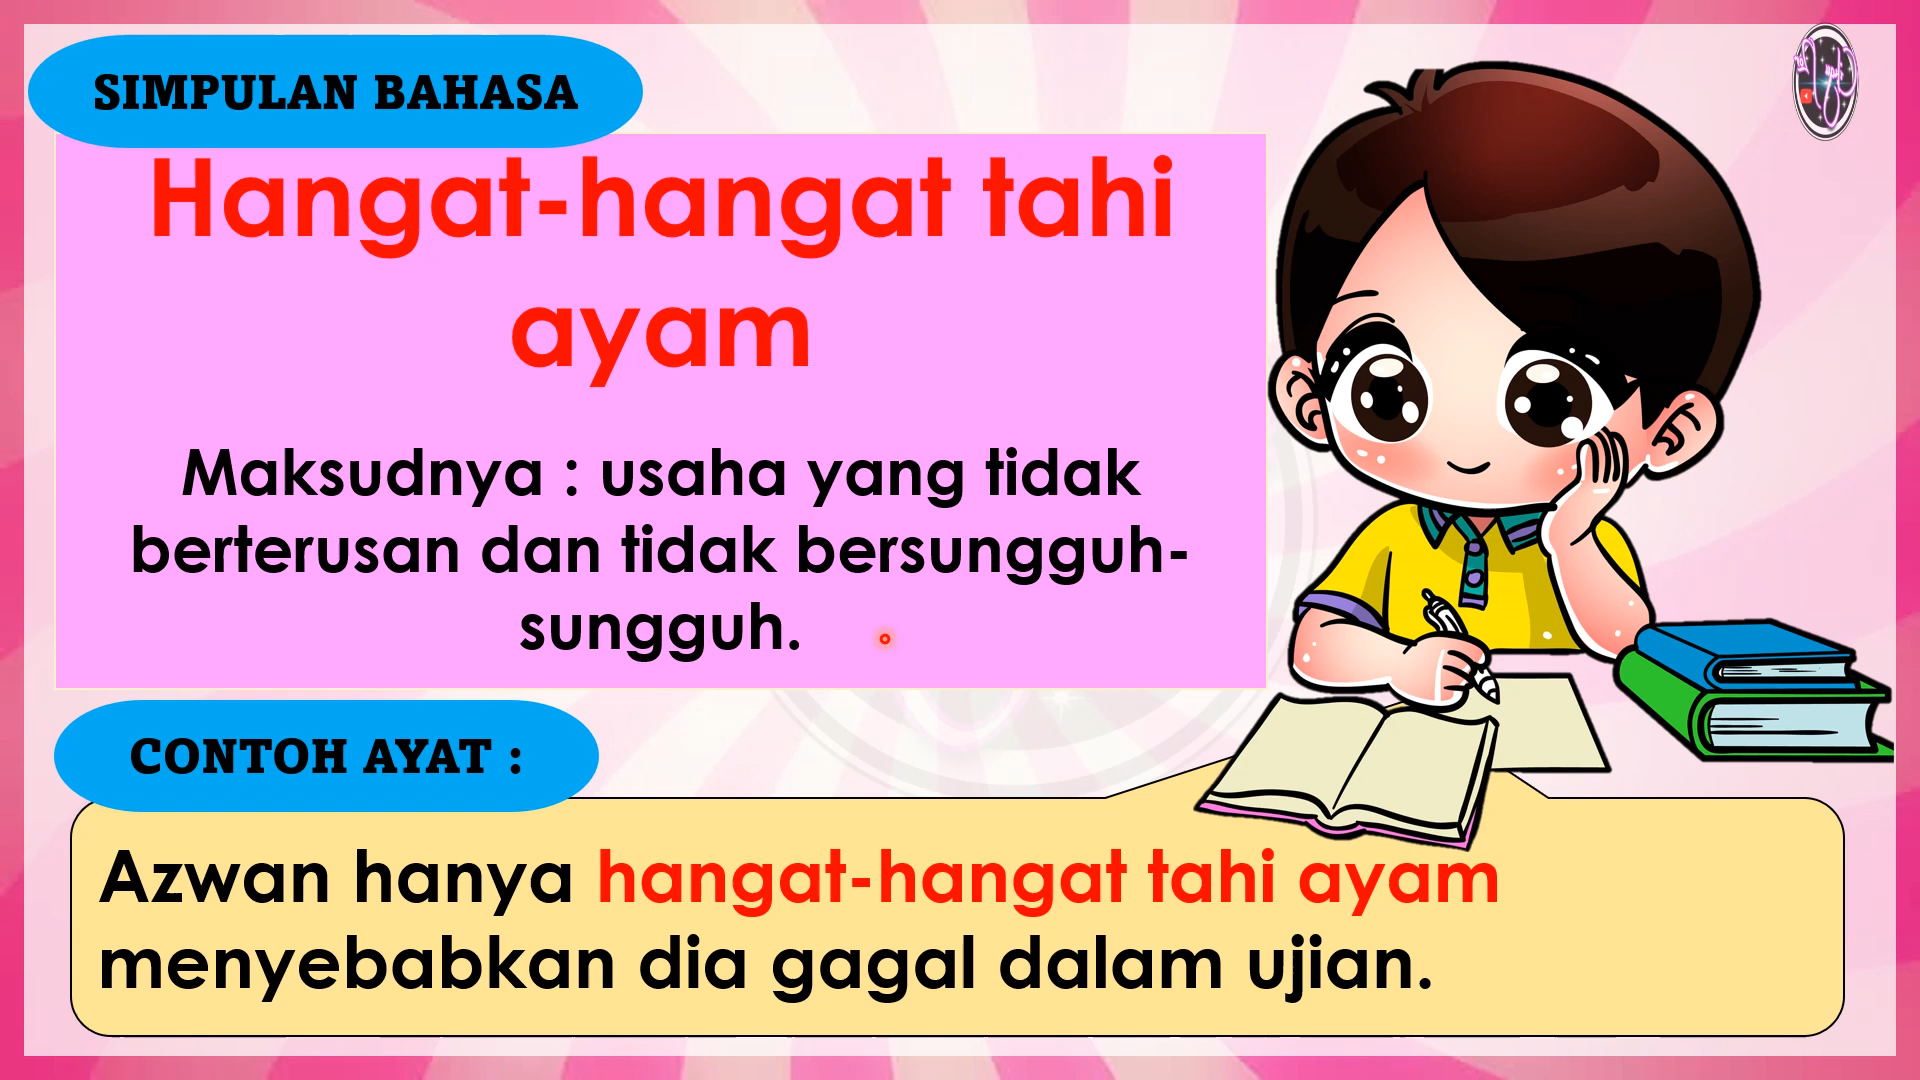 SIMPULAN BAHASA
Hangat-hangat tahi
ayam
Maksudnya : usaha yang tidak
berterusan dan tidak bersungguh-
sungguh.
CONTOH AYAT :
Azwan hanya hangat-hangat tahi ayam
menyebabkan dia gagal dalam ujian.